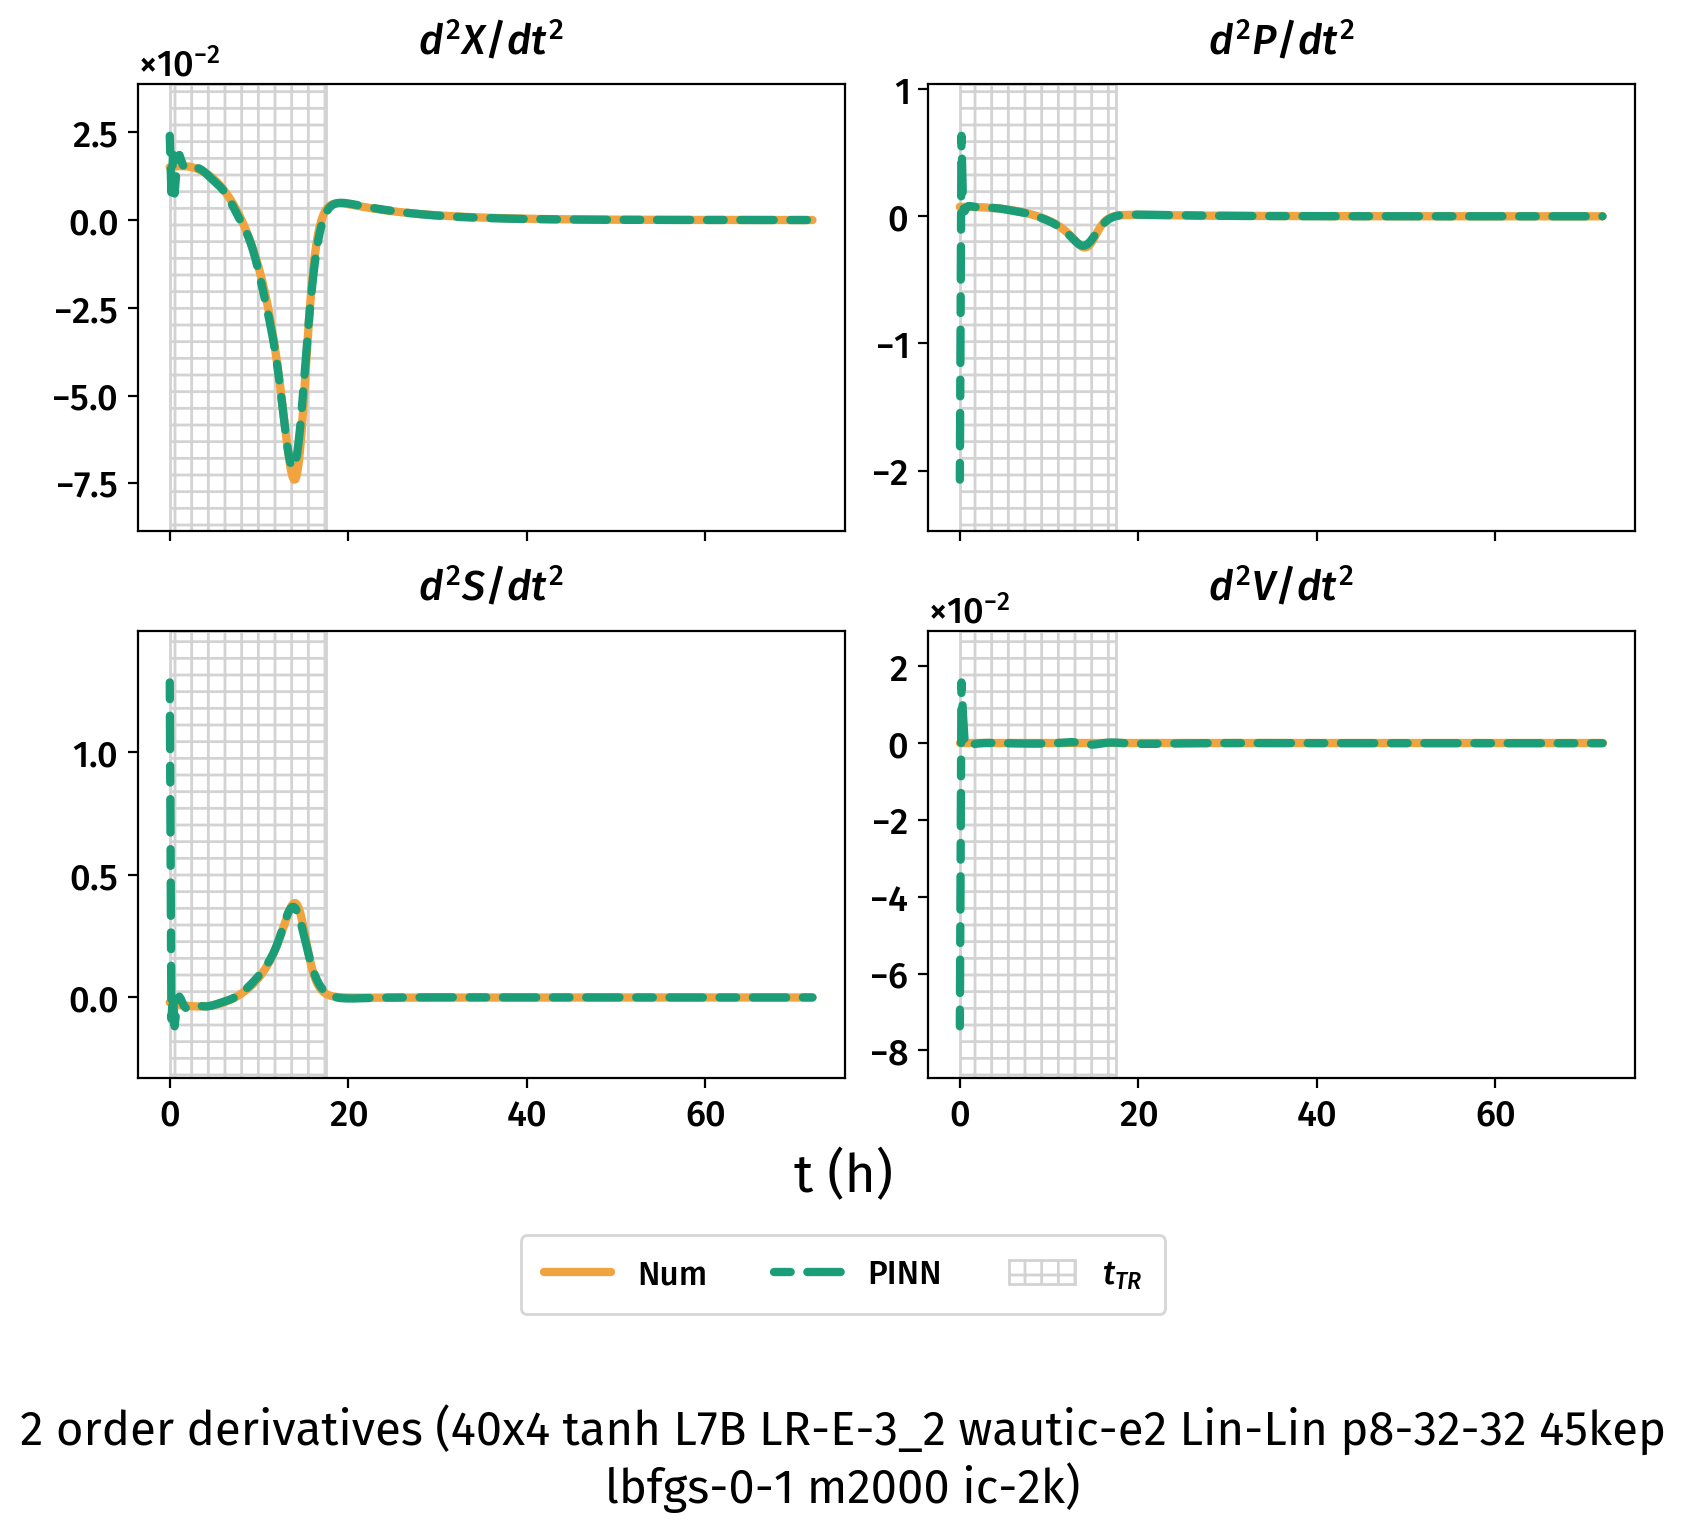 d²X/dt²
d²P/dt²
×10⁻²
2.5
0.0
−2.5
−5.0
−7.5
1
0
−1
−2
d²S/dt²
d²V/dt²
×10⁻²
1.0
0.5
0.0
2
0
−2
−4
−6
−8
0 20 40 60
0 20 40 60
t (h)
Num PINN t_TR
2 order derivatives (40x4 tanh L7B LR-E-3_2 wautic-e2 Lin-Lin p8-32-32 45kep
lbfgs-0-1 m2000 ic-2k)